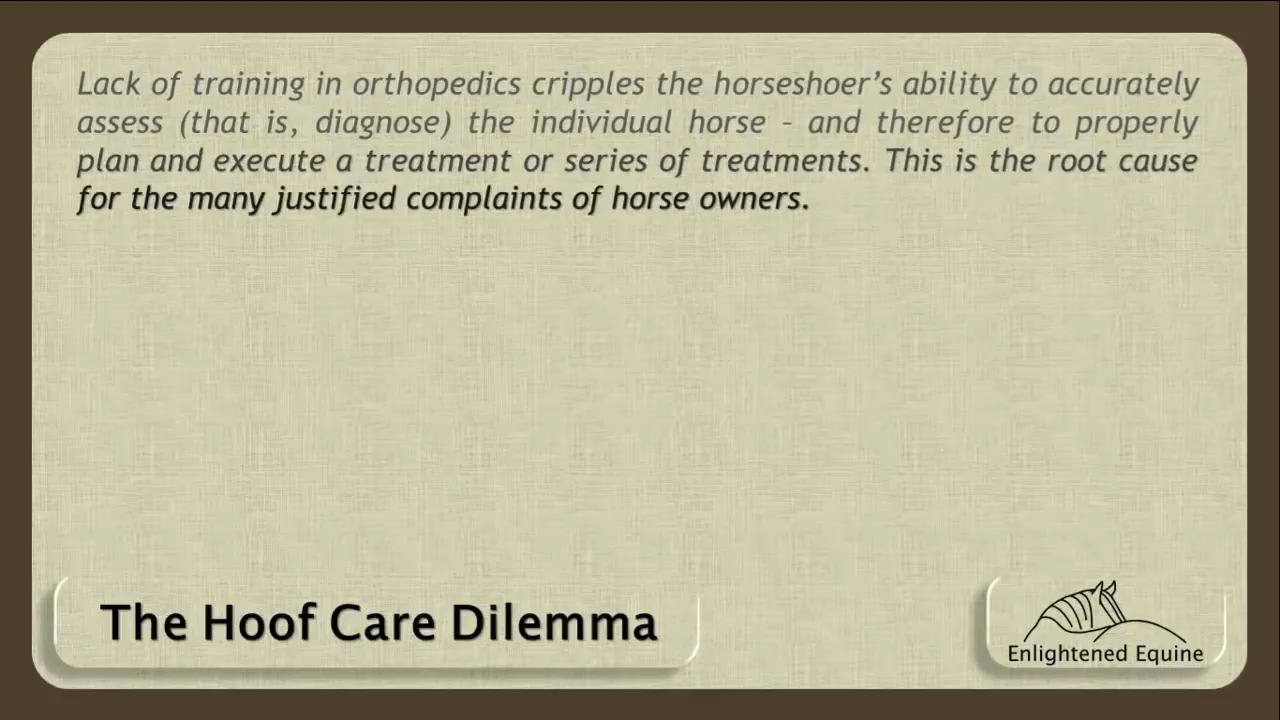 Lack of training in orthopedics cripples the horseshoer’s ability to accurately
assess (that is, diagnose) the individual horse – and therefore to properly
plan and execute a treatment or series of treatments. This is the root cause
for the many justified complaints of horse owners.
The Hoof Care Dilemma
Enlightened Equine